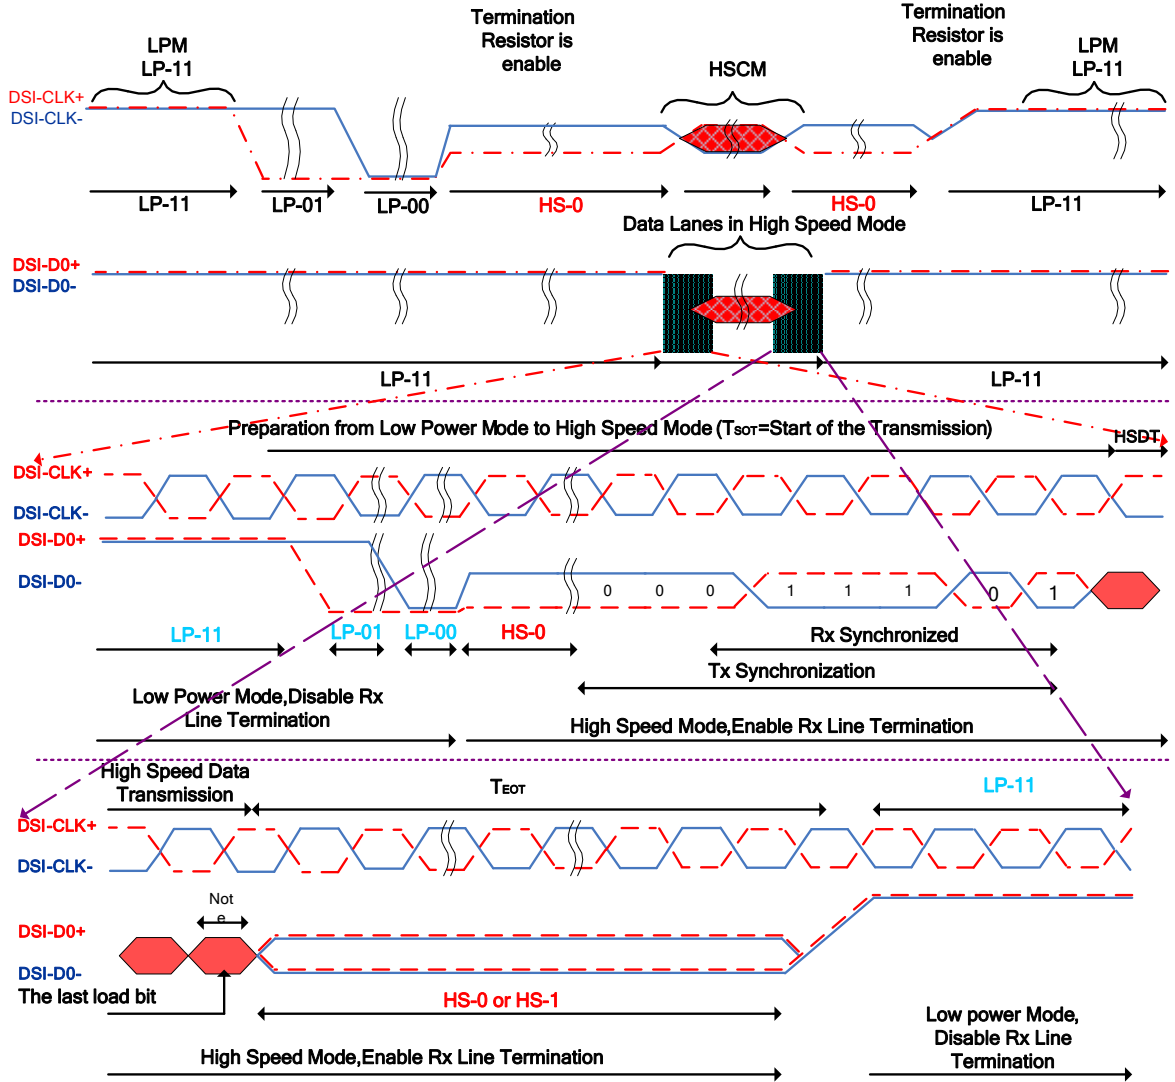 Termination
Resistor is
enable
Termination
Resistor is
enable
LPM
LP-11
HSCM
LPM
LP-11
DSI-CLK+
DSI-CLK-
LP-11
LP-01
LP-00
HS-0
HS-0
LP-11
Data Lanes in High Speed Mode
DSI-D0+
DSI-D0-
LP-11
LP-11
Preparation from Low Power Mode to High Speed Mode (TSOT=Start of the Transmission)
HSDT
DSI-CLK+
DSI-CLK-
DSI-D0+
DSI-D0-
0 0 0 1 1 1 0 1
LP-11
LP-01
LP-00
HS-0
Rx Synchronized
Tx Synchronization
Low Power Mode,Disable Rx
Line Termination
High Speed Mode,Enable Rx Line Termination
High Speed Data
Transmission
TEOT
LP-11
DSI-CLK+
DSI-CLK-
Not
e
DSI-D0+
DSI-D0-
The last load bit
HS-0 or HS-1
High Speed Mode,Enable Rx Line Termination
Low power Mode,
Disable Rx Line
Termination